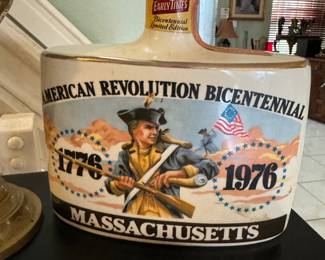 EARLY TIMES
Bicentennial
Limited Edition
AMERICAN REVOLUTION BICENTENNIAL
1776
1976
MASSACHUSETTS